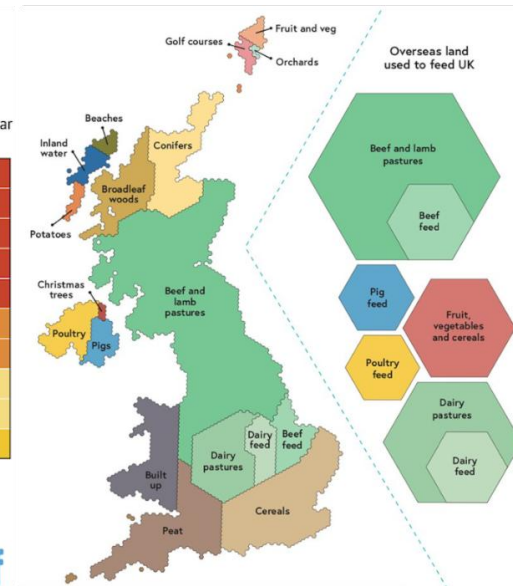 ar
Fruit and veg
Golf courses
Orchards
Beaches
Inland
water
Conifers
Broadleaf
woods
Potatoes
Christmas
trees
Beef and
lamb
pastures
Poultry
Pigs
Built
up
Dairy
pastures
Dairy
feed
Beef
feed
Peat
Cereals
Overseas land
used to feed UK
Beef and lamb
pastures
Beef
feed
Pig
feed
Fruit,
vegetables
and cereals
Poultry
feed
Dairy
pastures
Dairy
feed